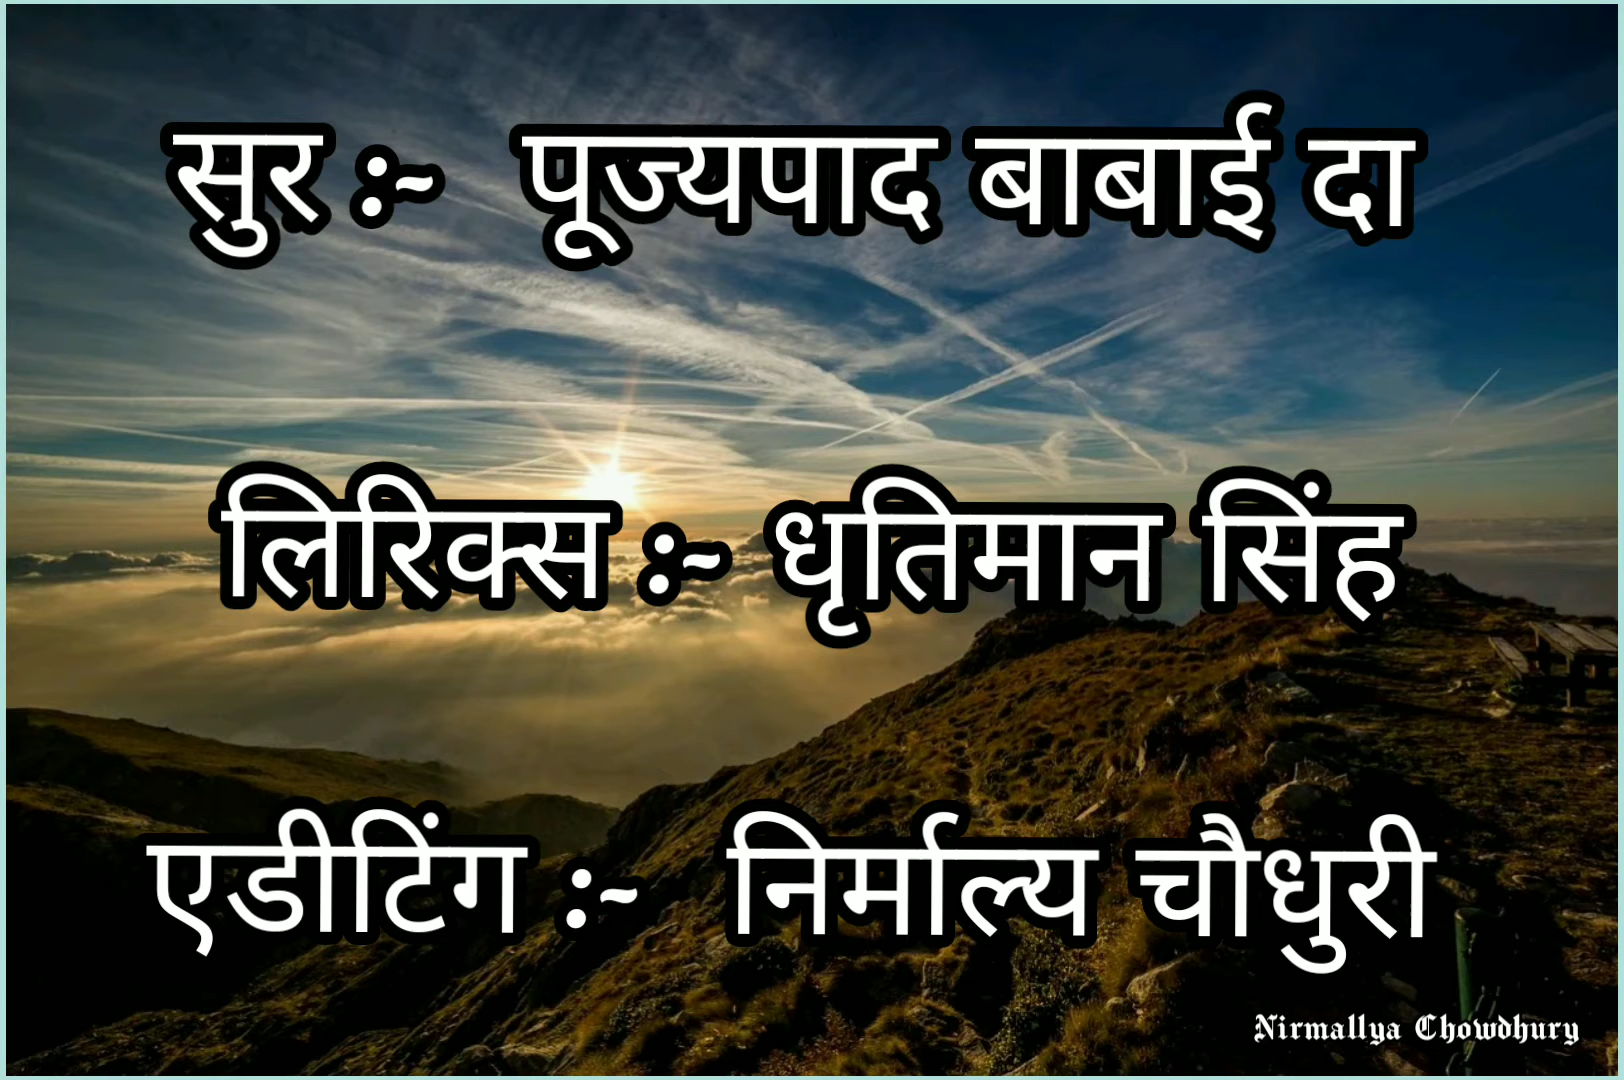 सुर :- पूज्यपाद बाबाई दा
लिरिक्स :- धृतिमान सिंह
एडीटिंग :- निर्माल्य चौधुरी
Nirmallya Chowdhury